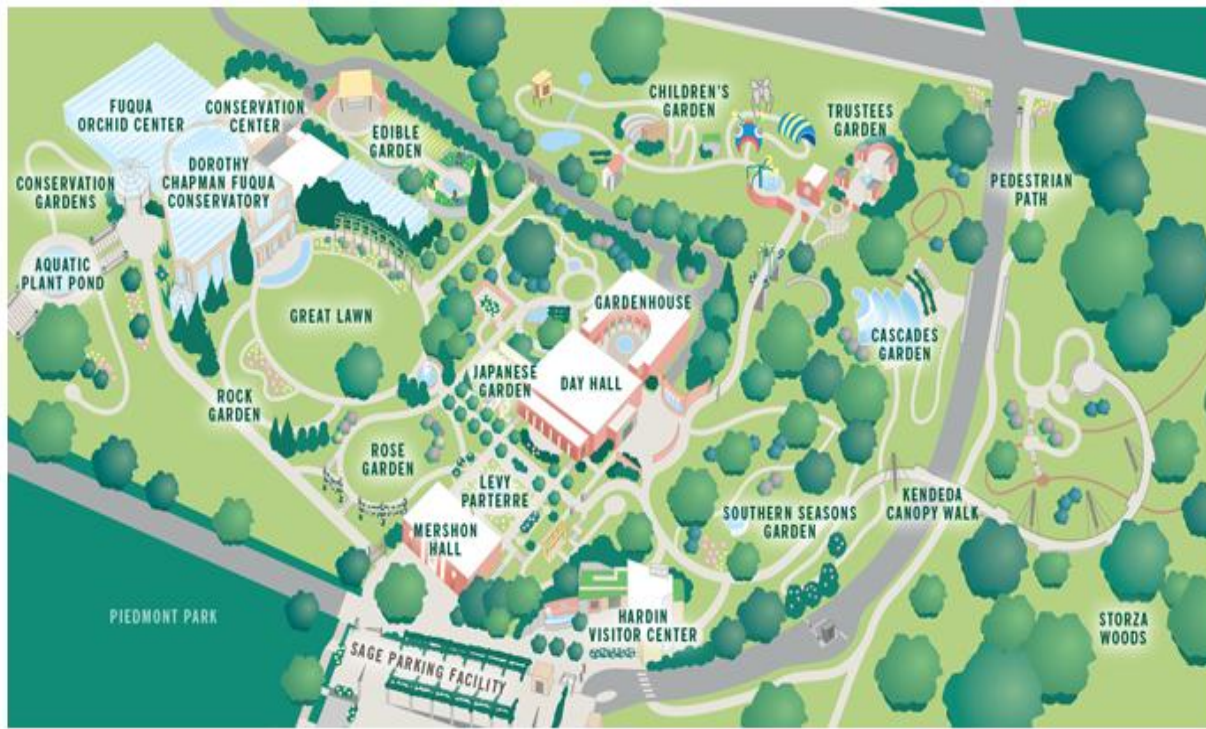 FUQUA
ORCHID CENTER
CONSERVATION
CENTER
EDIBLE
GARDEN
CHILDREN'S
GARDEN
TRUSTEES
GARDEN
CONSERVATION
GARDENS
DOROTHY
CHAPMAN FUQUA
CONSERVATORY
PEDESTRIAN
PATH
AQUATIC
PLANT POND
GREAT LAWN
GARDENHOUSE
CASCADES
GARDEN
JAPANESE
GARDEN
DAY HALL
ROCK
GARDEN
ROSE
GARDEN
LEVY
PARTERRE
SOUTHERN SEASONS
GARDEN
KENDEDA
CANOPY WALK
MERSHON
HALL
PIEDMONT PARK
HARDIN
VISITOR CENTER
STORZA
WOODS
SAGE PARKING FACILITY